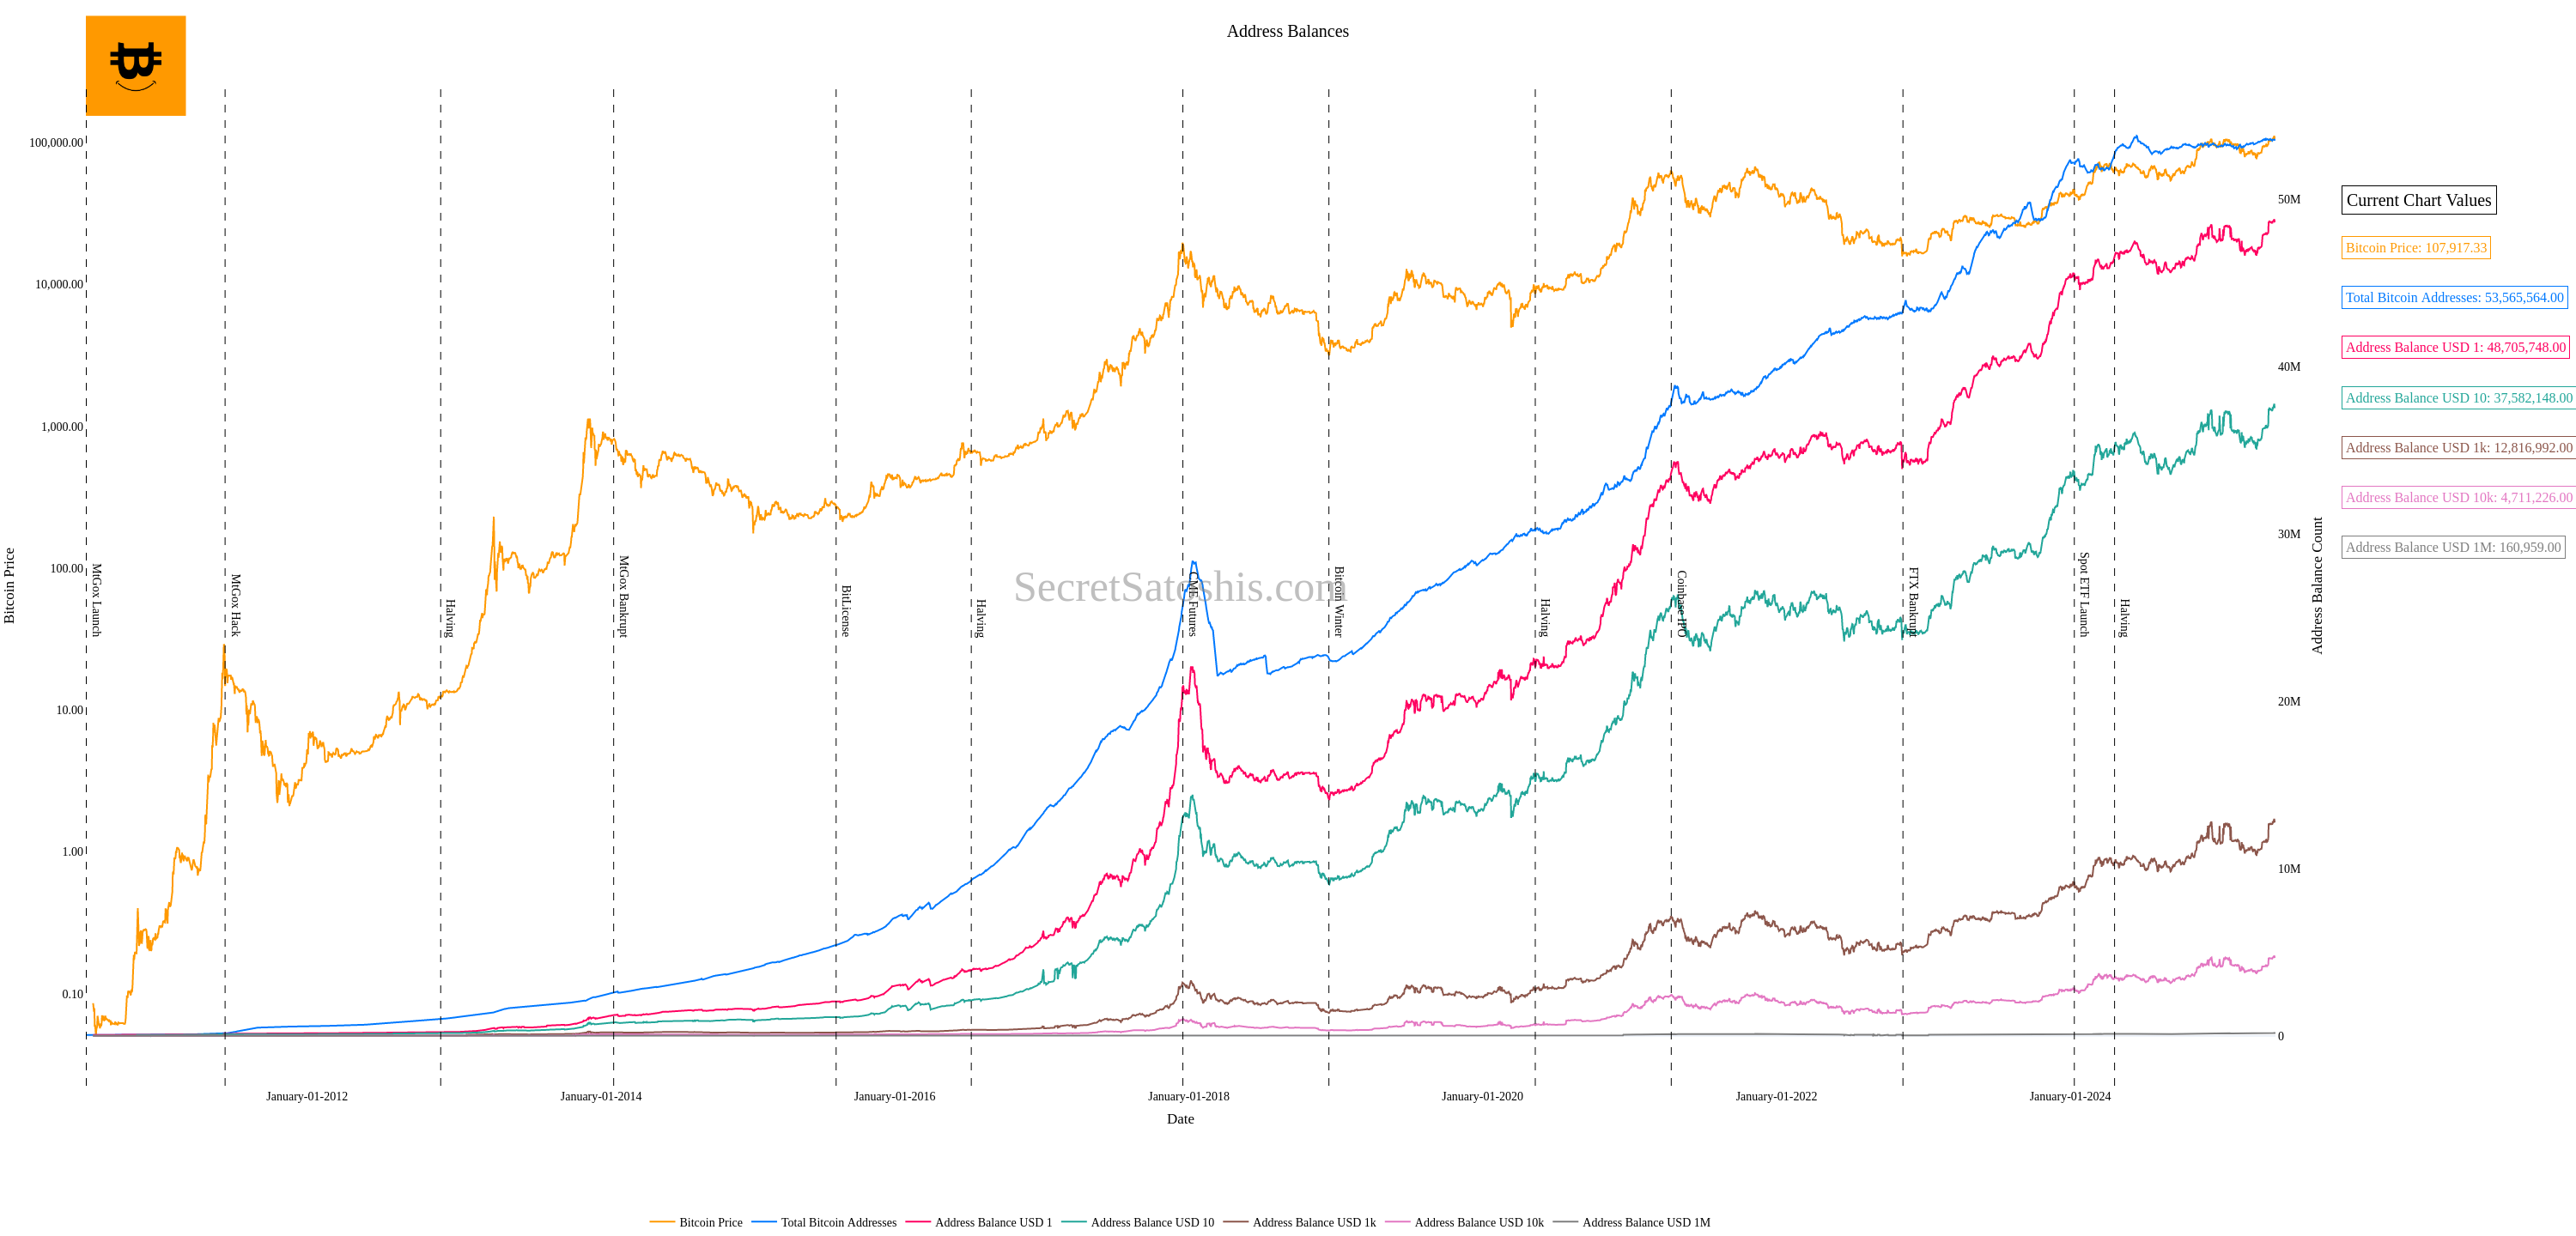 Address Balances
100,000.00
10,000.00
1,000.00
100.00
10.00
1.00
0.10
Bitcoin Price
50M
40M
30M
20M
10M
0
Address Balance Count
Current Chart Values
Bitcoin Price: 107,917.33
Total Bitcoin Addresses: 53,565,564.00
Address Balance USD 1: 48,705,748.00
Address Balance USD 10: 37,582,148.00
Address Balance USD 1k: 12,816,992.00
Address Balance USD 10k: 4,711,226.00
Address Balance USD 1M: 160,959.00
MtGox Launch
MtGox Hack
Halving
MtGox Bankrupt
BitLicense
Halving
CME Futures
Bitcoin Winter
Halving
Coinbase IPO
FTX Bankrupt
Spot ETF Launch
Halving
SecretSatoshis.com
January-01-2012
January-01-2014
January-01-2016
January-01-2018
January-01-2020
January-01-2022
January-01-2024
Date
Bitcoin Price
Total Bitcoin Addresses
Address Balance USD 1
Address Balance USD 10
Address Balance USD 1k
Address Balance USD 10k
Address Balance USD 1M